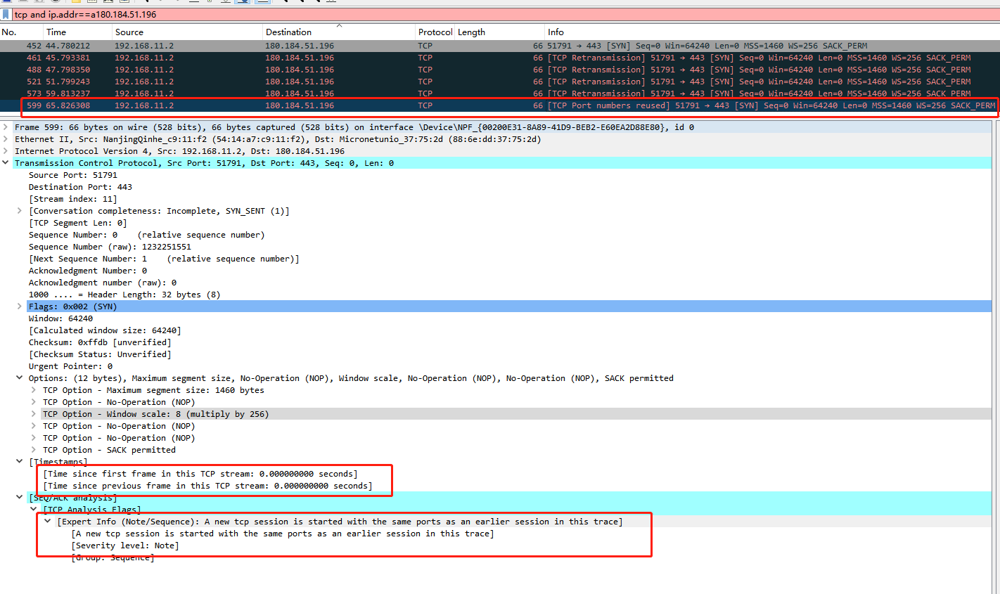 tcp and ip.addr==a180.184.51.196
No. Time Source Destination Protocol Length Info
452 44.780212 192.168.11.2 180.184.51.196 TCP 66 51791 → 443 [SYN] Seq=0 Win=64240 Len=0 MSS=1460 WS=256 SACK_PERM
461 45.793381 192.168.11.2 180.184.51.196 TCP 66 [TCP Retransmission] 51791 → 443 [SYN] Seq=0 Win=64240 Len=0 MSS=1460 WS=256 SACK_PERM
488 47.798350 192.168.11.2 180.184.51.196 TCP 66 [TCP Retransmission] 51791 → 443 [SYN] Seq=0 Win=64240 Len=0 MSS=1460 WS=256 SACK_PERM
521 51.799243 192.168.11.2 180.184.51.196 TCP 66 [TCP Retransmission] 51791 → 443 [SYN] Seq=0 Win=64240 Len=0 MSS=1460 WS=256 SACK_PERM
573 59.813237 192.168.11.2 180.184.51.196 TCP 66 [TCP Retransmission] 51791 → 443 [SYN] Seq=0 Win=64240 Len=0 MSS=1460 WS=256 SACK_PERM
599 65.826308 192.168.11.2 180.184.51.196 TCP 66 [TCP Port numbers reused] 51791 → 443 [SYN] Seq=0 Win=64240 Len=0 MSS=1460 WS=256 SACK_PERM
Frame 599: 66 bytes on wire (528 bits), 66 bytes captured (528 bits) on interface \Device\NPF_{00200E31-8A89-41D9-BEB2-E60EA2D88E80}, id 0
Ethernet II, Src: NanjingQinhe_c9:11:f2 (54:14:a7:c9:11:f2), Dst: Micronetunio_37:75:2d (88:6e:dd:37:75:2d)
Internet Protocol Version 4, Src: 192.168.11.2, Dst: 180.184.51.196
Transmission Control Protocol, Src Port: 51791, Dst Port: 443, Seq: 0, Len: 0
Source Port: 51791
Destination Port: 443
[Stream index: 11]
[Conversation completeness: Incomplete, SYN_SENT (1)]
[TCP Segment Len: 0]
Sequence Number: 0 (relative sequence number)
Sequence Number (raw): 1232251551
[Next Sequence Number: 1 (relative sequence number)]
Acknowledgment Number: 0
Acknowledgment number (raw): 0
1000 .... = Header Length: 32 bytes (8)
Flags: 0x002 (SYN)
Window: 64240
[Calculated window size: 64240]
Checksum: 0xffdb [unverified]
[Checksum Status: Unverified]
Urgent Pointer: 0
Options: (12 bytes), Maximum segment size, No-Operation (NOP), Window scale, No-Operation (NOP), No-Operation (NOP), SACK permitted
TCP Option - Maximum segment size: 1460 bytes
TCP Option - No-Operation (NOP)
TCP Option - Window scale: 8 (multiply by 256)
TCP Option - No-Operation (NOP)
TCP Option - No-Operation (NOP)
TCP Option - SACK permitted
[Timestamps]
[Time since first frame in this TCP stream: 0.000000000 seconds]
[Time since previous frame in this TCP stream: 0.000000000 seconds]
[SEQ/ACK analysis]
[TCP Analysis Flags]
[Expert Info (Note/Sequence): A new tcp session is started with the same ports as an earlier session in this trace]
[A new tcp session is started with the same ports as an earlier session in this trace]
[Severity level: Note]
[Group: Sequence]